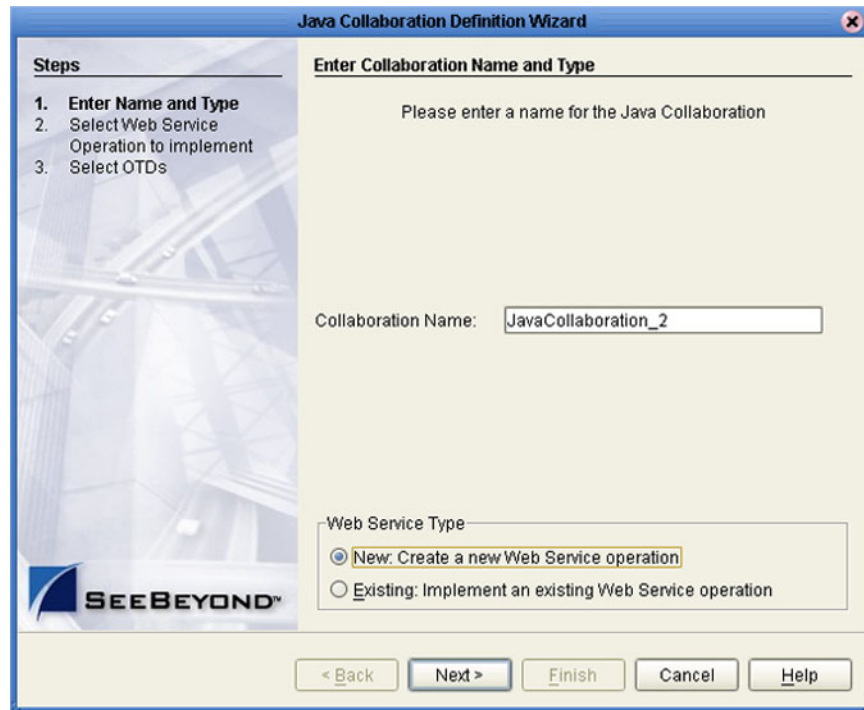 Java Collaboration Definition Wizard
Steps
1. Enter Name and Type
2. Select Web Service
Operation to implement
3. Select OTDs
SEEBEYOND™
Enter Collaboration Name and Type
Please enter a name for the Java Collaboration
Collaboration Name: JavaCollaboration_2
Web Service Type
New: Create a new Web Service operation
Existing: Implement an existing Web Service operation
< Back Next > Finish Cancel Help